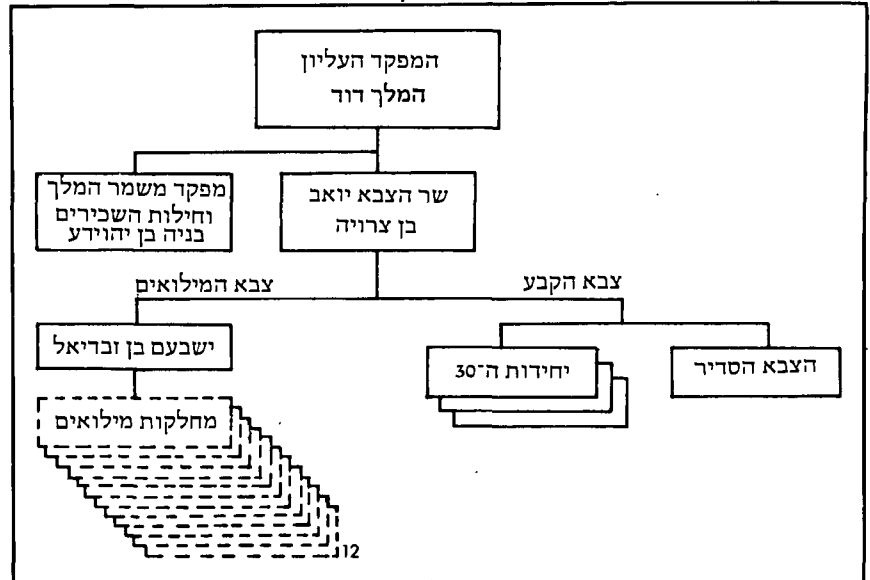 המפקד העליון
המלך דוד
שר הצבא יואב
בן צרויה
מפקד משמר המלך
וחילות השכירים
בניה בן יהוידע
צבא הקבע
צבא המילואים
הצבא הסדיר
יחידות ה־30
ישבעם בן זבדיאל
מחלקות מילואים
12